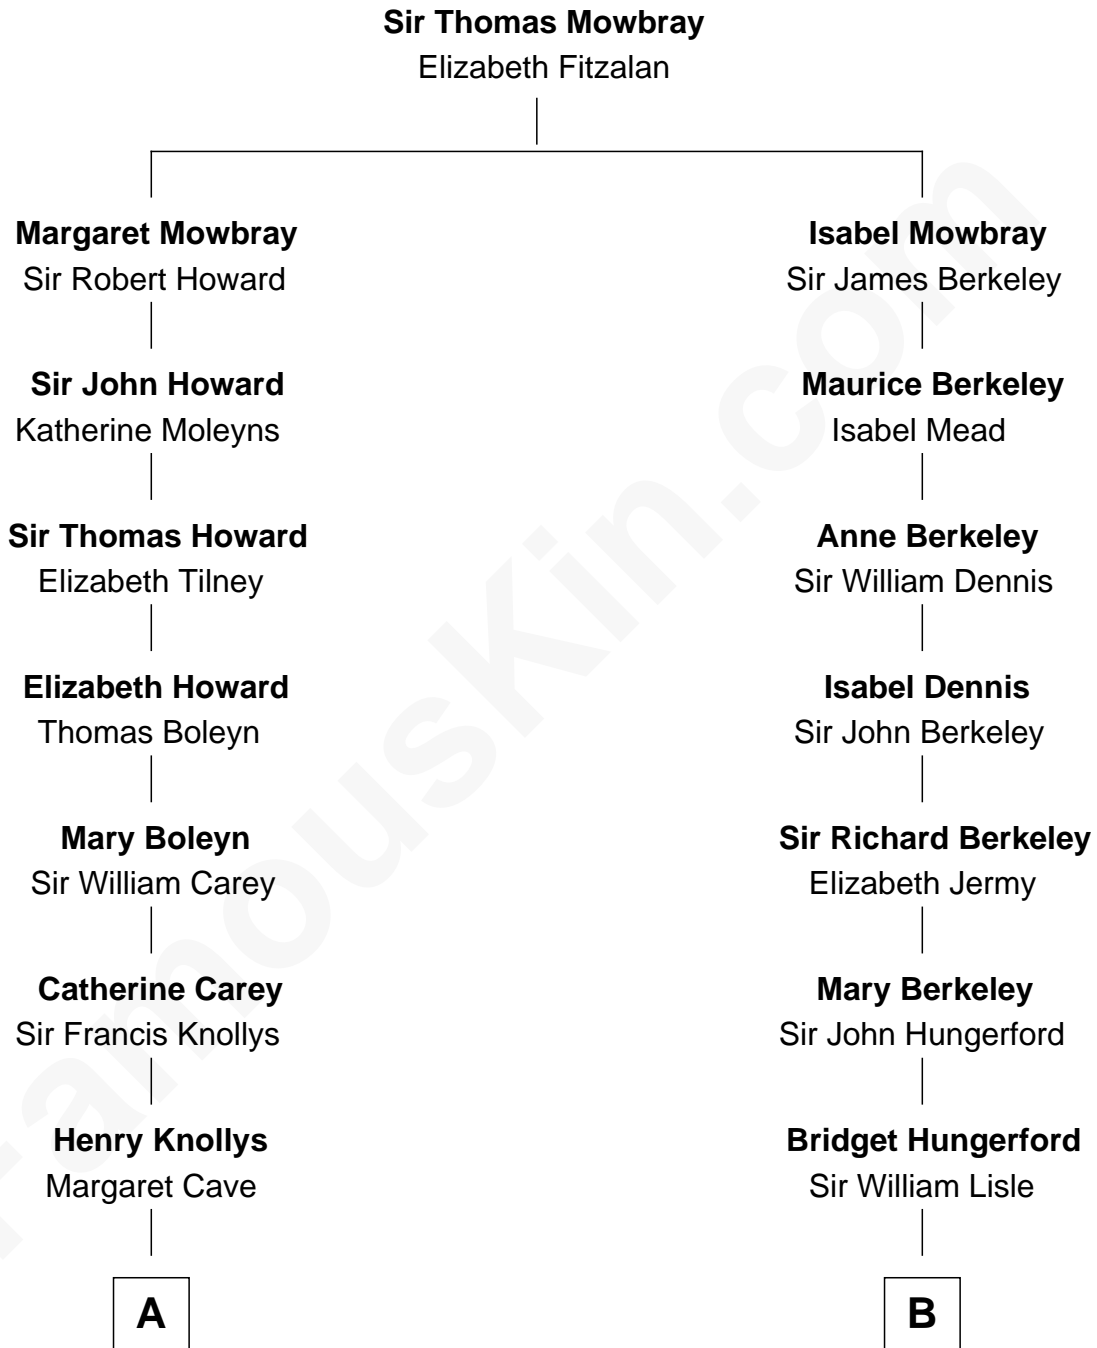 Sir Thomas Mowbray
Elizabeth Fitzalan
Margaret Mowbray
Sir Robert Howard
Sir John Howard
Katherine Moleyns
Sir Thomas Howard
Elizabeth Tilney
Elizabeth Howard
Thomas Boleyn
Mary Boleyn
Sir William Carey
Catherine Carey
Sir Francis Knollys
Henry Knollys
Margaret Cave
A
Isabel Mowbray
Sir James Berkeley
Maurice Berkeley
Isabel Mead
Anne Berkeley
Sir William Dennis
Isabel Dennis
Sir John Berkeley
Sir Richard Berkeley
Elizabeth Jermy
Mary Berkeley
Sir John Hungerford
Bridget Hungerford
Sir William Lisle
B
FamousKin.com